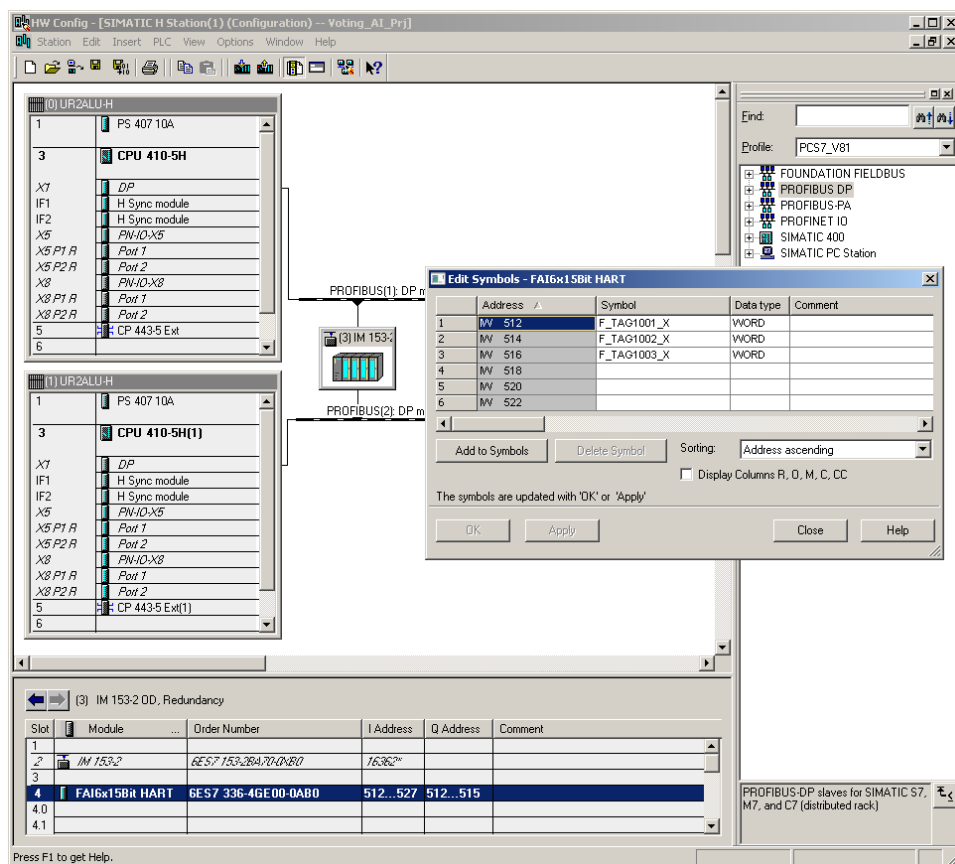 HW Config - [SIMATIC H Station(1) (Configuration) -- Voting_AI_Prj]
Station Edit Insert PLC View Options Window Help
(0) UR2ALU-H
1 PS 407 10A
3 CPU 410-5H
X1 DP
IF1 H Sync module
IF2 H Sync module
X5 PN-IO-X5
X5 P1 R Port 1
X5 P2 R Port 2
X8 PN-IO-X8
X8 P1 R Port 1
X8 P2 R Port 2
5 CP 443-5 Ext
6
(1) UR2ALU-H
1 PS 407 10A
3 CPU 410-5H(1)
X1 DP
IF1 H Sync module
IF2 H Sync module
X5 PN-IO-X5
X5 P1 R Port 1
X5 P2 R Port 2
X8 PN-IO-X8
X8 P1 R Port 1
X8 P2 R Port 2
5 CP 443-5 Ext(1)
6
PROFIBUS(1): DP m
(3) IM 153-2
PROFIBUS(2): DP m
Find:
Profile: PCS7_V81
FOUNDATION FIELDBUS
PROFIBUS DP
PROFIBUS-PA
PROFINET IO
SIMATIC 400
SIMATIC PC Station
Edit Symbols - FAI6x15Bit HART
Address Symbol Data type Comment
1 IW 512 F_TAG1001_X WORD
2 IW 514 F_TAG1002_X WORD
3 IW 516 F_TAG1003_X WORD
4 IW 518
5 IW 520
6 IW 522
Add to Symbols Delete Symbol Sorting: Address ascending
Display Columns R, O, M, C, CC
The symbols are updated with 'OK' or 'Apply'
OK Apply Close Help
(3) IM 153-2 OD, Redundancy
Slot Module ... Order Number I Address Q Address Comment
1
2 IM 153-2 6ES7 153-2BA70-0XB0 16362*
3
4 FAI6x15Bit HART 6ES7 336-4GE00-0AB0 512...527 512...515
4.0
4.1
PROFIBUS-DP slaves for SIMATIC S7,
M7, and C7 (distributed rack)
Press F1 to get Help.